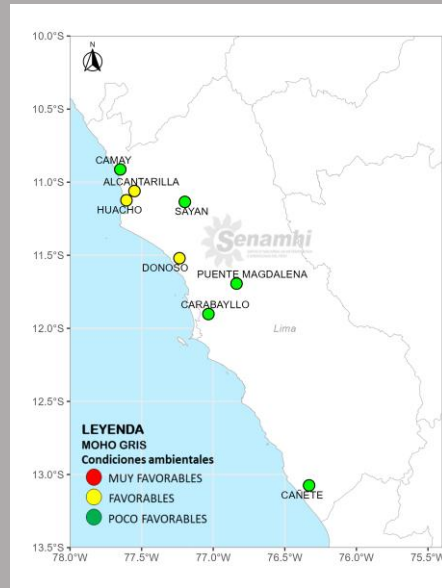 10.0°S
N
10.5°S
CAMAY
11.0°S
ALCANTARILLA
HUACHO
SAYAN
Senamhi
11.5°S
DONOSO
PUENTE MAGDALENA
CARABAYLLO
12.0°S
Lima
12.5°S
LEYENDA
MOHO GRIS
Condiciones ambientales
MUY FAVORABLES
FAVORABLES
POCO FAVORABLES
13.0°S
CAÑETE
13.5°S
78.0°W 77.5°W 77.0°W 76.5°W 76.0°W 75.5°W